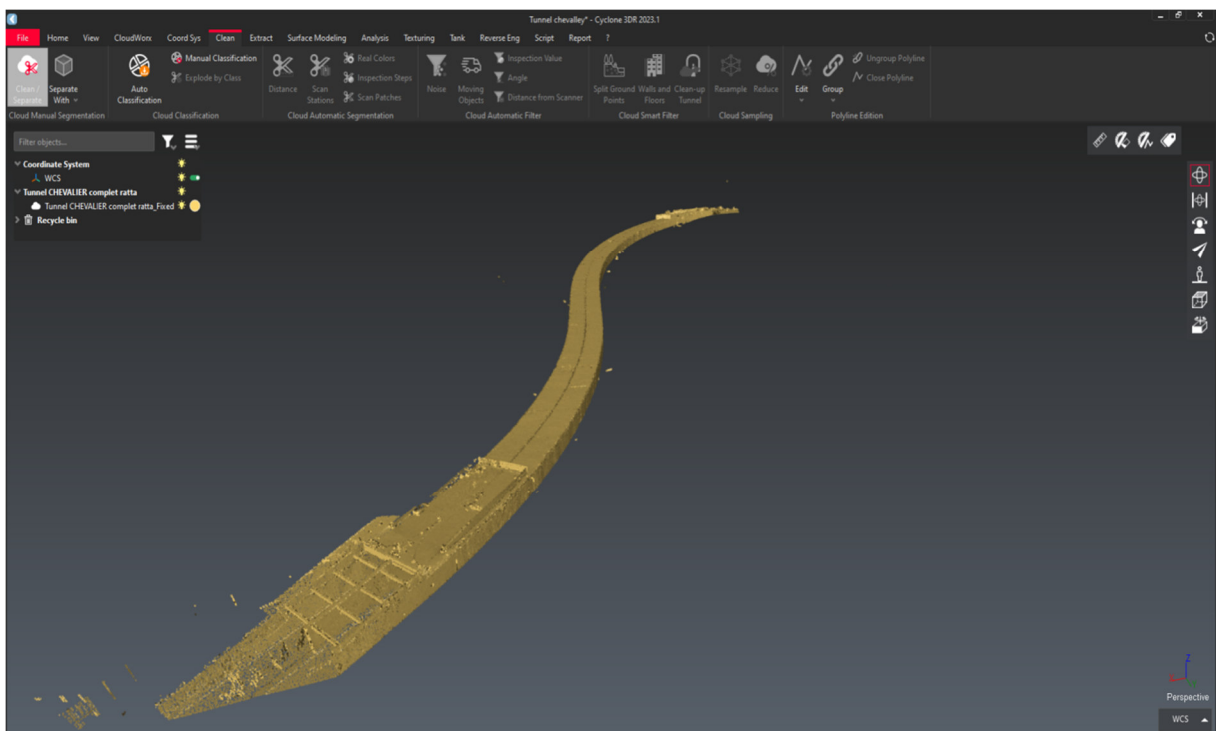 Tunnel chevalley* - Cyclone 3DR 2023.1
File Home View CloudWorx Coord Sys Clean Extract Surface Modeling Analysis Texturing Tank Reverse Eng Script Report ?
Clean / Separate
Separate With
Auto Classification
Manual Classification
Explode by Class
Distance
Scan Stations
Real Colors
Inspection Steps
Scan Patches
Noise
Moving Objects
Inspection Value
Angle
Distance from Scanner
Split Ground Points
Walls and Floors
Clean-up Tunnel
Resample
Reduce
Edit
Group
Ungroup Polyline
Close Polyline
Cloud Manual Segmentation
Cloud Classification
Cloud Automatic Segmentation
Cloud Automatic Filter
Cloud Smart Filter
Cloud Sampling
Polyline Edition
Filter objects...
Coordinate System
WCS
Tunnel CHEVALIER complet ratta
Tunnel CHEVALIER complet ratta_Fixed
Recycle bin
Z
Perspective
WCS